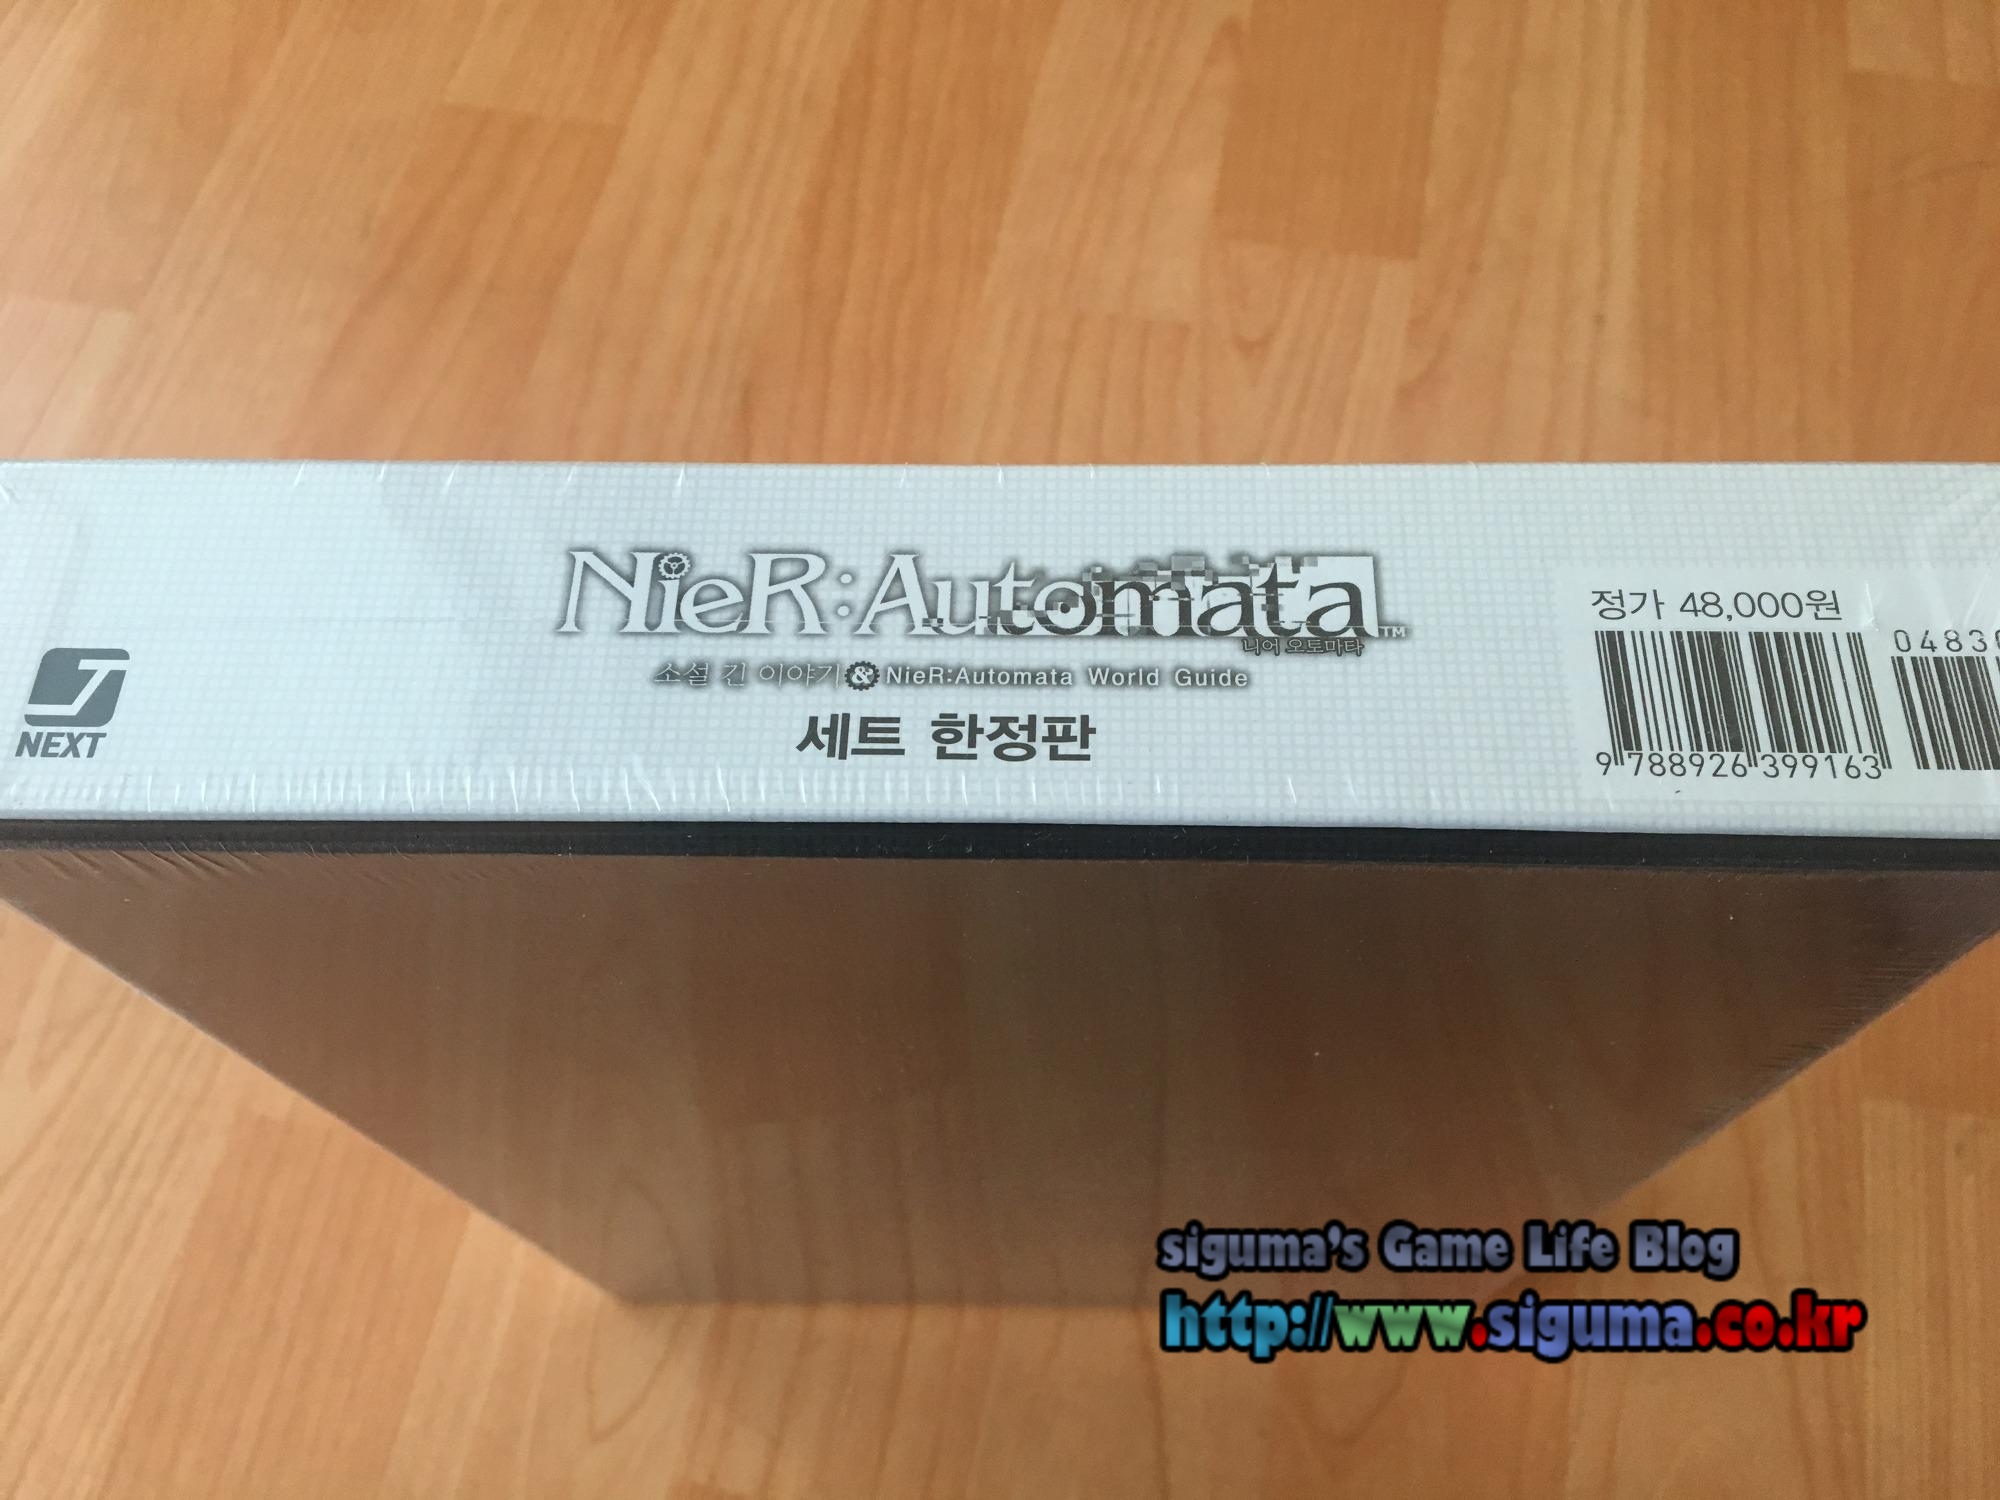 NieR:Automata™
니어 오토마타
소설 긴 이야기 & NieR:Automata World Guide
세트 한정판
J
NEXT
정가 48,000원
9 788926 399163
0483
siguma's Game Life Blog
http://www.siguma.co.kr